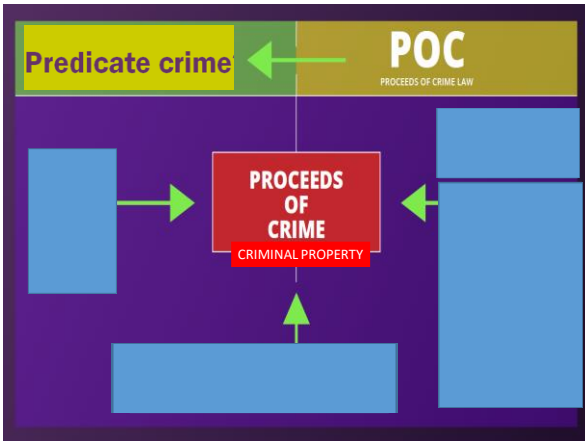 Predicate crime
POC
PROCEEDS OF CRIME LAW
PROCEEDS
OF
CRIME
CRIMINAL PROPERTY